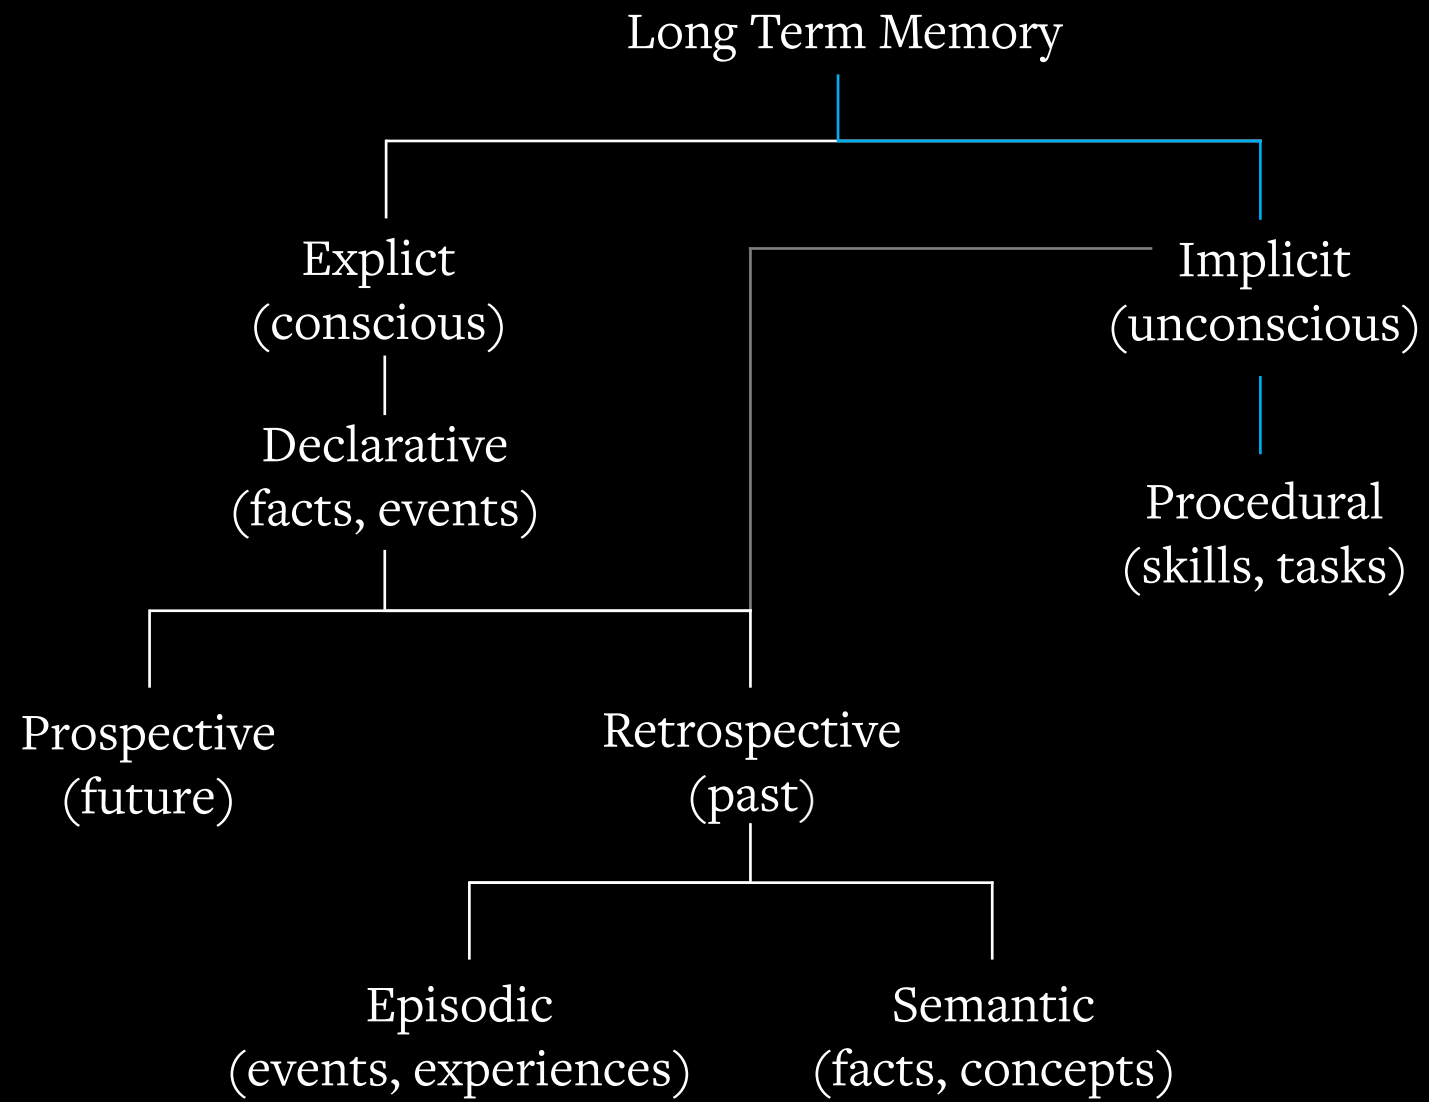 Long Term Memory
Explict
(conscious)
Implicit
(unconscious)
Declarative
(facts, events)
Procedural
(skills, tasks)
Prospective
(future)
Retrospective
(past)
Episodic
(events, experiences)
Semantic
(facts, concepts)